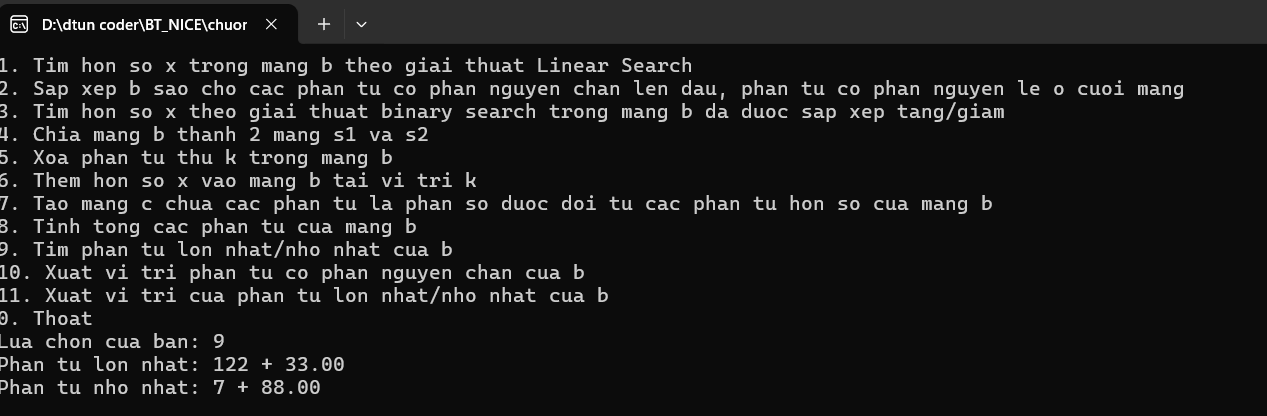 D:\dtun coder\BT_NICE\chuor
1. Tim hon so x trong mang b theo giai thuat Linear Search
2. Sap xep b sao cho cac phan tu co phan nguyen chan len dau, phan tu co phan nguyen le o cuoi mang
3. Tim hon so x theo giai thuat binary search trong mang b da duoc sap xep tang/giam
4. Chia mang b thanh 2 mang s1 va s2
5. Xoa phan tu thu k trong mang b
6. Them hon so x vao mang b tai vi tri k
7. Tao mang c chua cac phan tu la phan so duoc doi tu cac phan tu hon so cua mang b
8. Tinh tong cac phan tu cua mang b
9. Tim phan tu lon nhat/nho nhat cua b
10. Xuat vi tri phan tu co phan nguyen chan cua b
11. Xuat vi tri cua phan tu lon nhat/nho nhat cua b
0. Thoat
Lua chon cua ban: 9
Phan tu lon nhat: 122 + 33.00
Phan tu nho nhat: 7 + 88.00